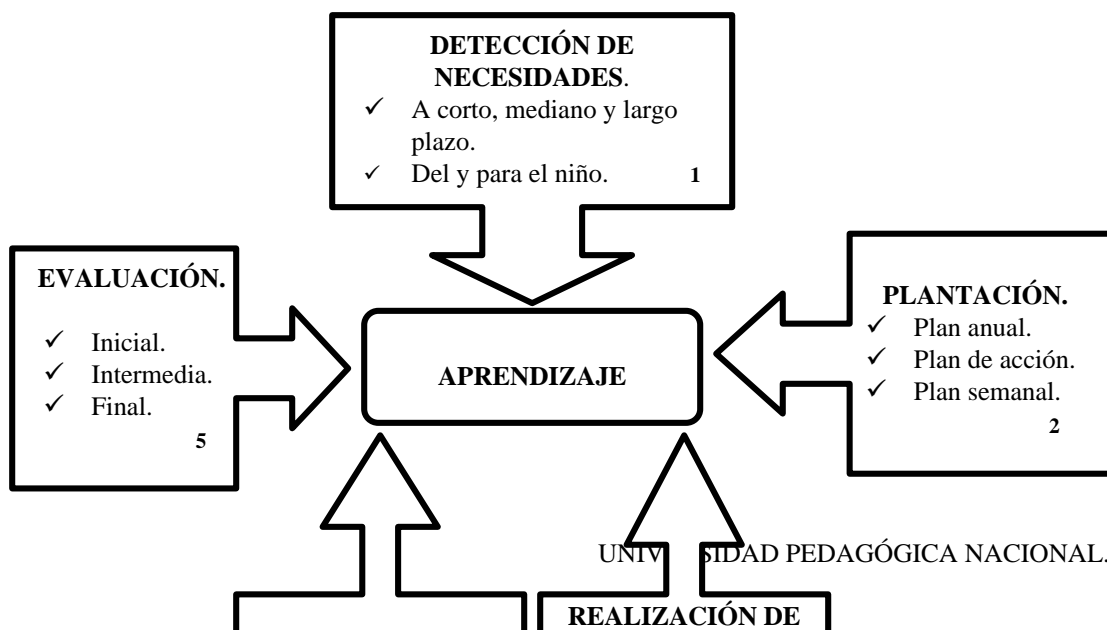 DETECCIÓN DE
NECESIDADES.
✓ A corto, mediano y largo
plazo.
✓ Del y para el niño. 1
EVALUACIÓN.
✓ Inicial.
✓ Intermedia.
✓ Final.
5
APRENDIZAJE
PLANTACIÓN.
✓ Plan anual.
✓ Plan de acción.
✓ Plan semanal.
2
PEDAGÓGICA NACIONAL.
REALIZACIÓN DE